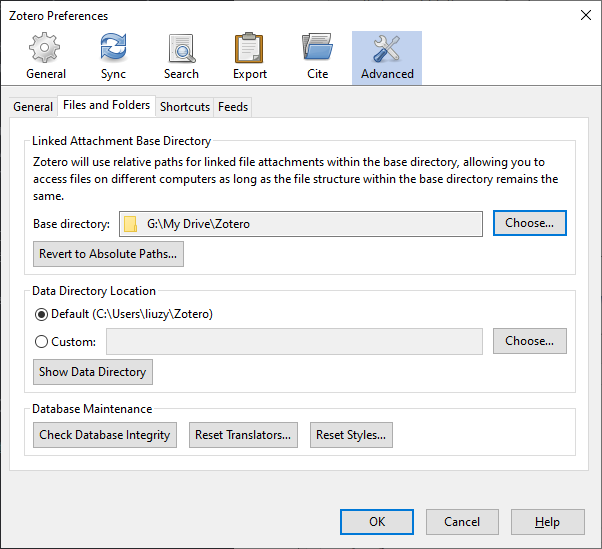 Zotero Preferences
General
Sync
Search
Export
Cite
Advanced
General
Files and Folders
Shortcuts
Feeds
Linked Attachment Base Directory
Zotero will use relative paths for linked file attachments within the base directory, allowing you to
access files on different computers as long as the file structure within the base directory remains the
same.
Base directory:
G:\My Drive\Zotero
Choose...
Revert to Absolute Paths...
Data Directory Location
Default (C:\Users\liuzy\Zotero)
Custom:
Choose...
Show Data Directory
Database Maintenance
Check Database Integrity
Reset Translators...
Reset Styles...
OK
Cancel
Help